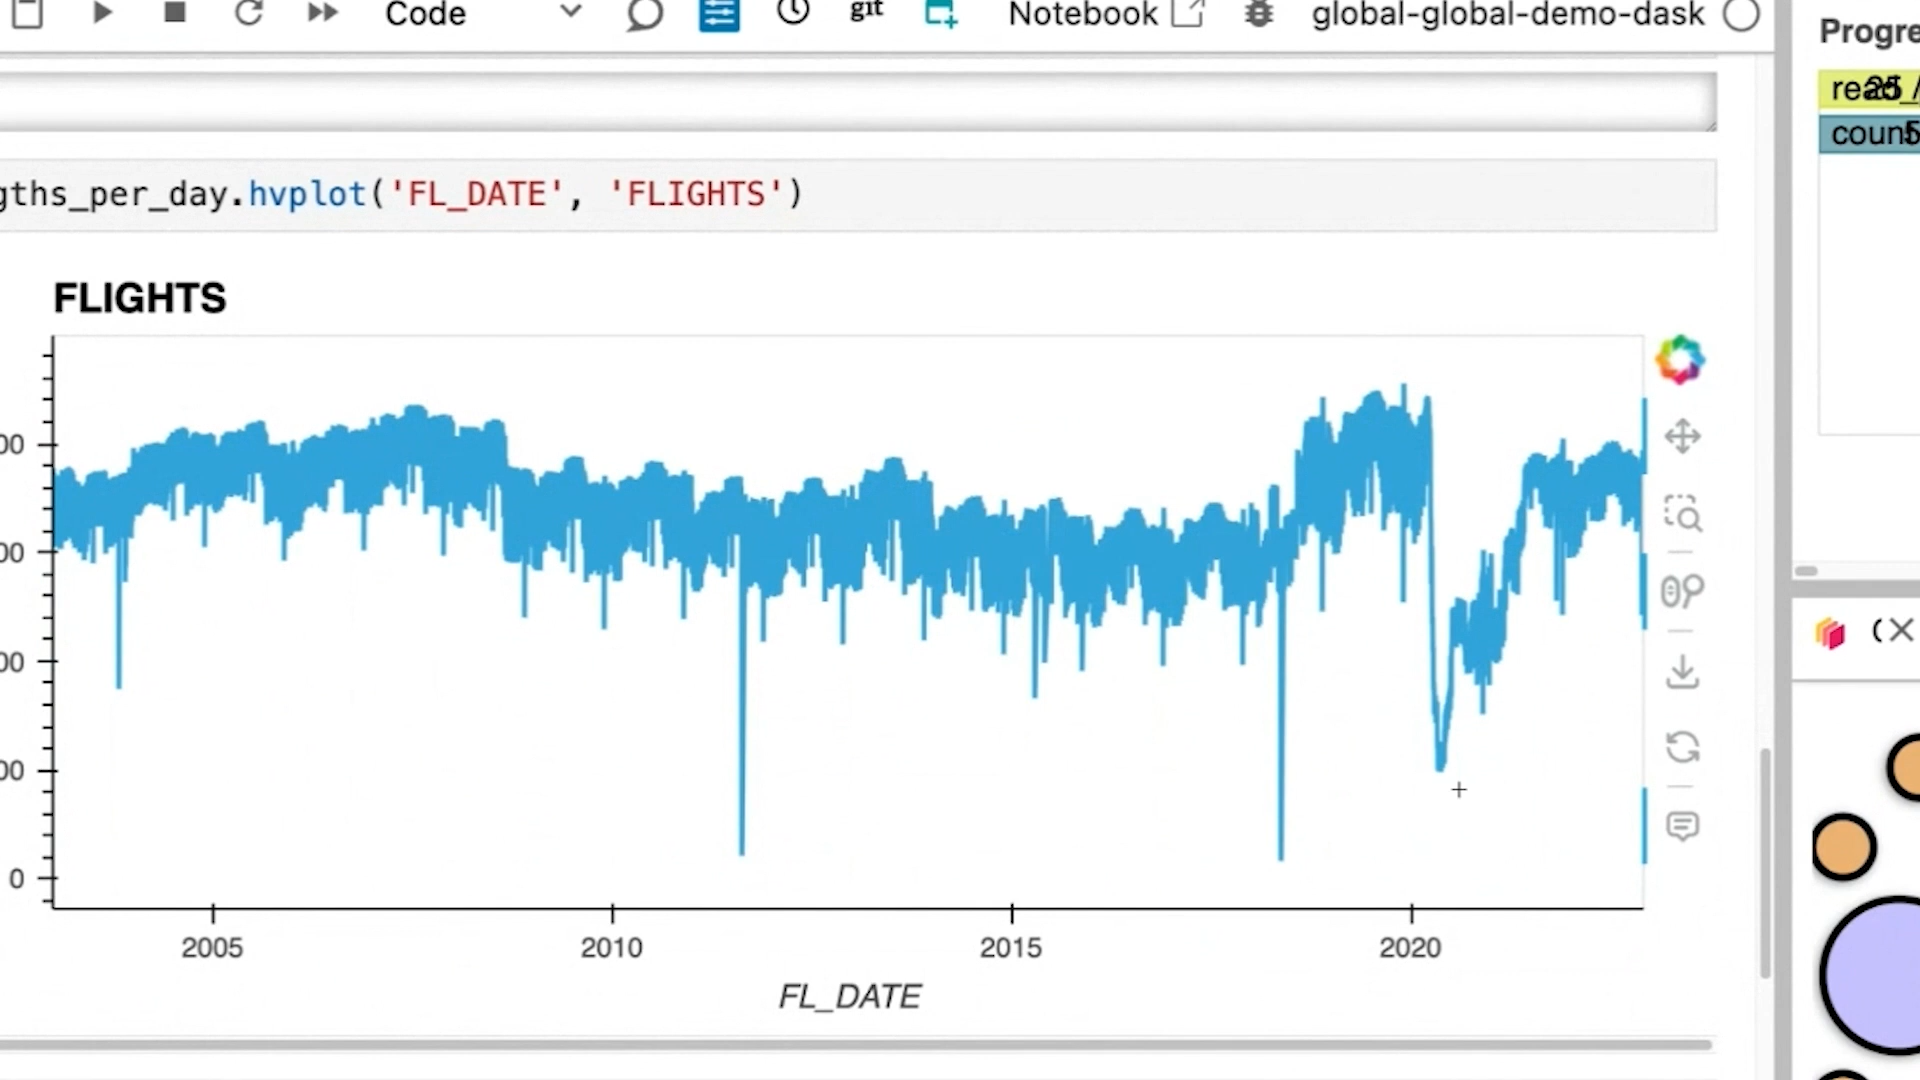 Code
git
Notebook
global-global-demo-dask
Progre
gths_per_day.hvplot('FL_DATE', 'FLIGHTS')
FLIGHTS
00
00
00
00
0
2005
2010
2015
2020
FL_DATE